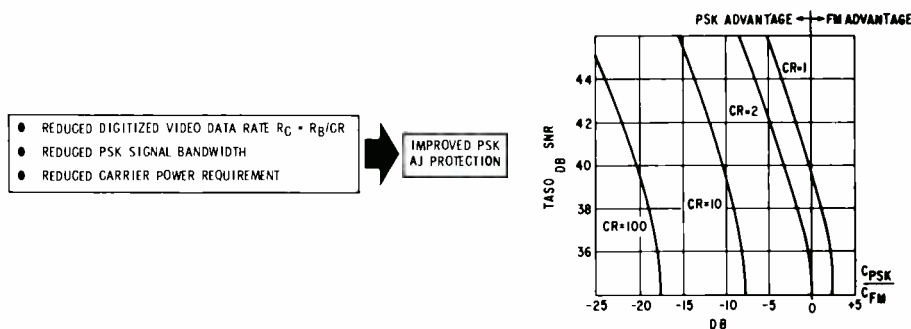 ● REDUCED DIGITIZED VIDEO DATA RATE R_C = R_B/CR
● REDUCED PSK SIGNAL BANDWIDTH
● REDUCED CARRIER POWER REQUIREMENT
IMPROVED PSK
AJ PROTECTION
PSK ADVANTAGE
FM ADVANTAGE
TASO DB SNR
44
42
40
38
36
CR=1
CR=2
CR=10
CR=100
-25
-20
-15
-10
-5
0
+5
DB
C_PSK
C_FM